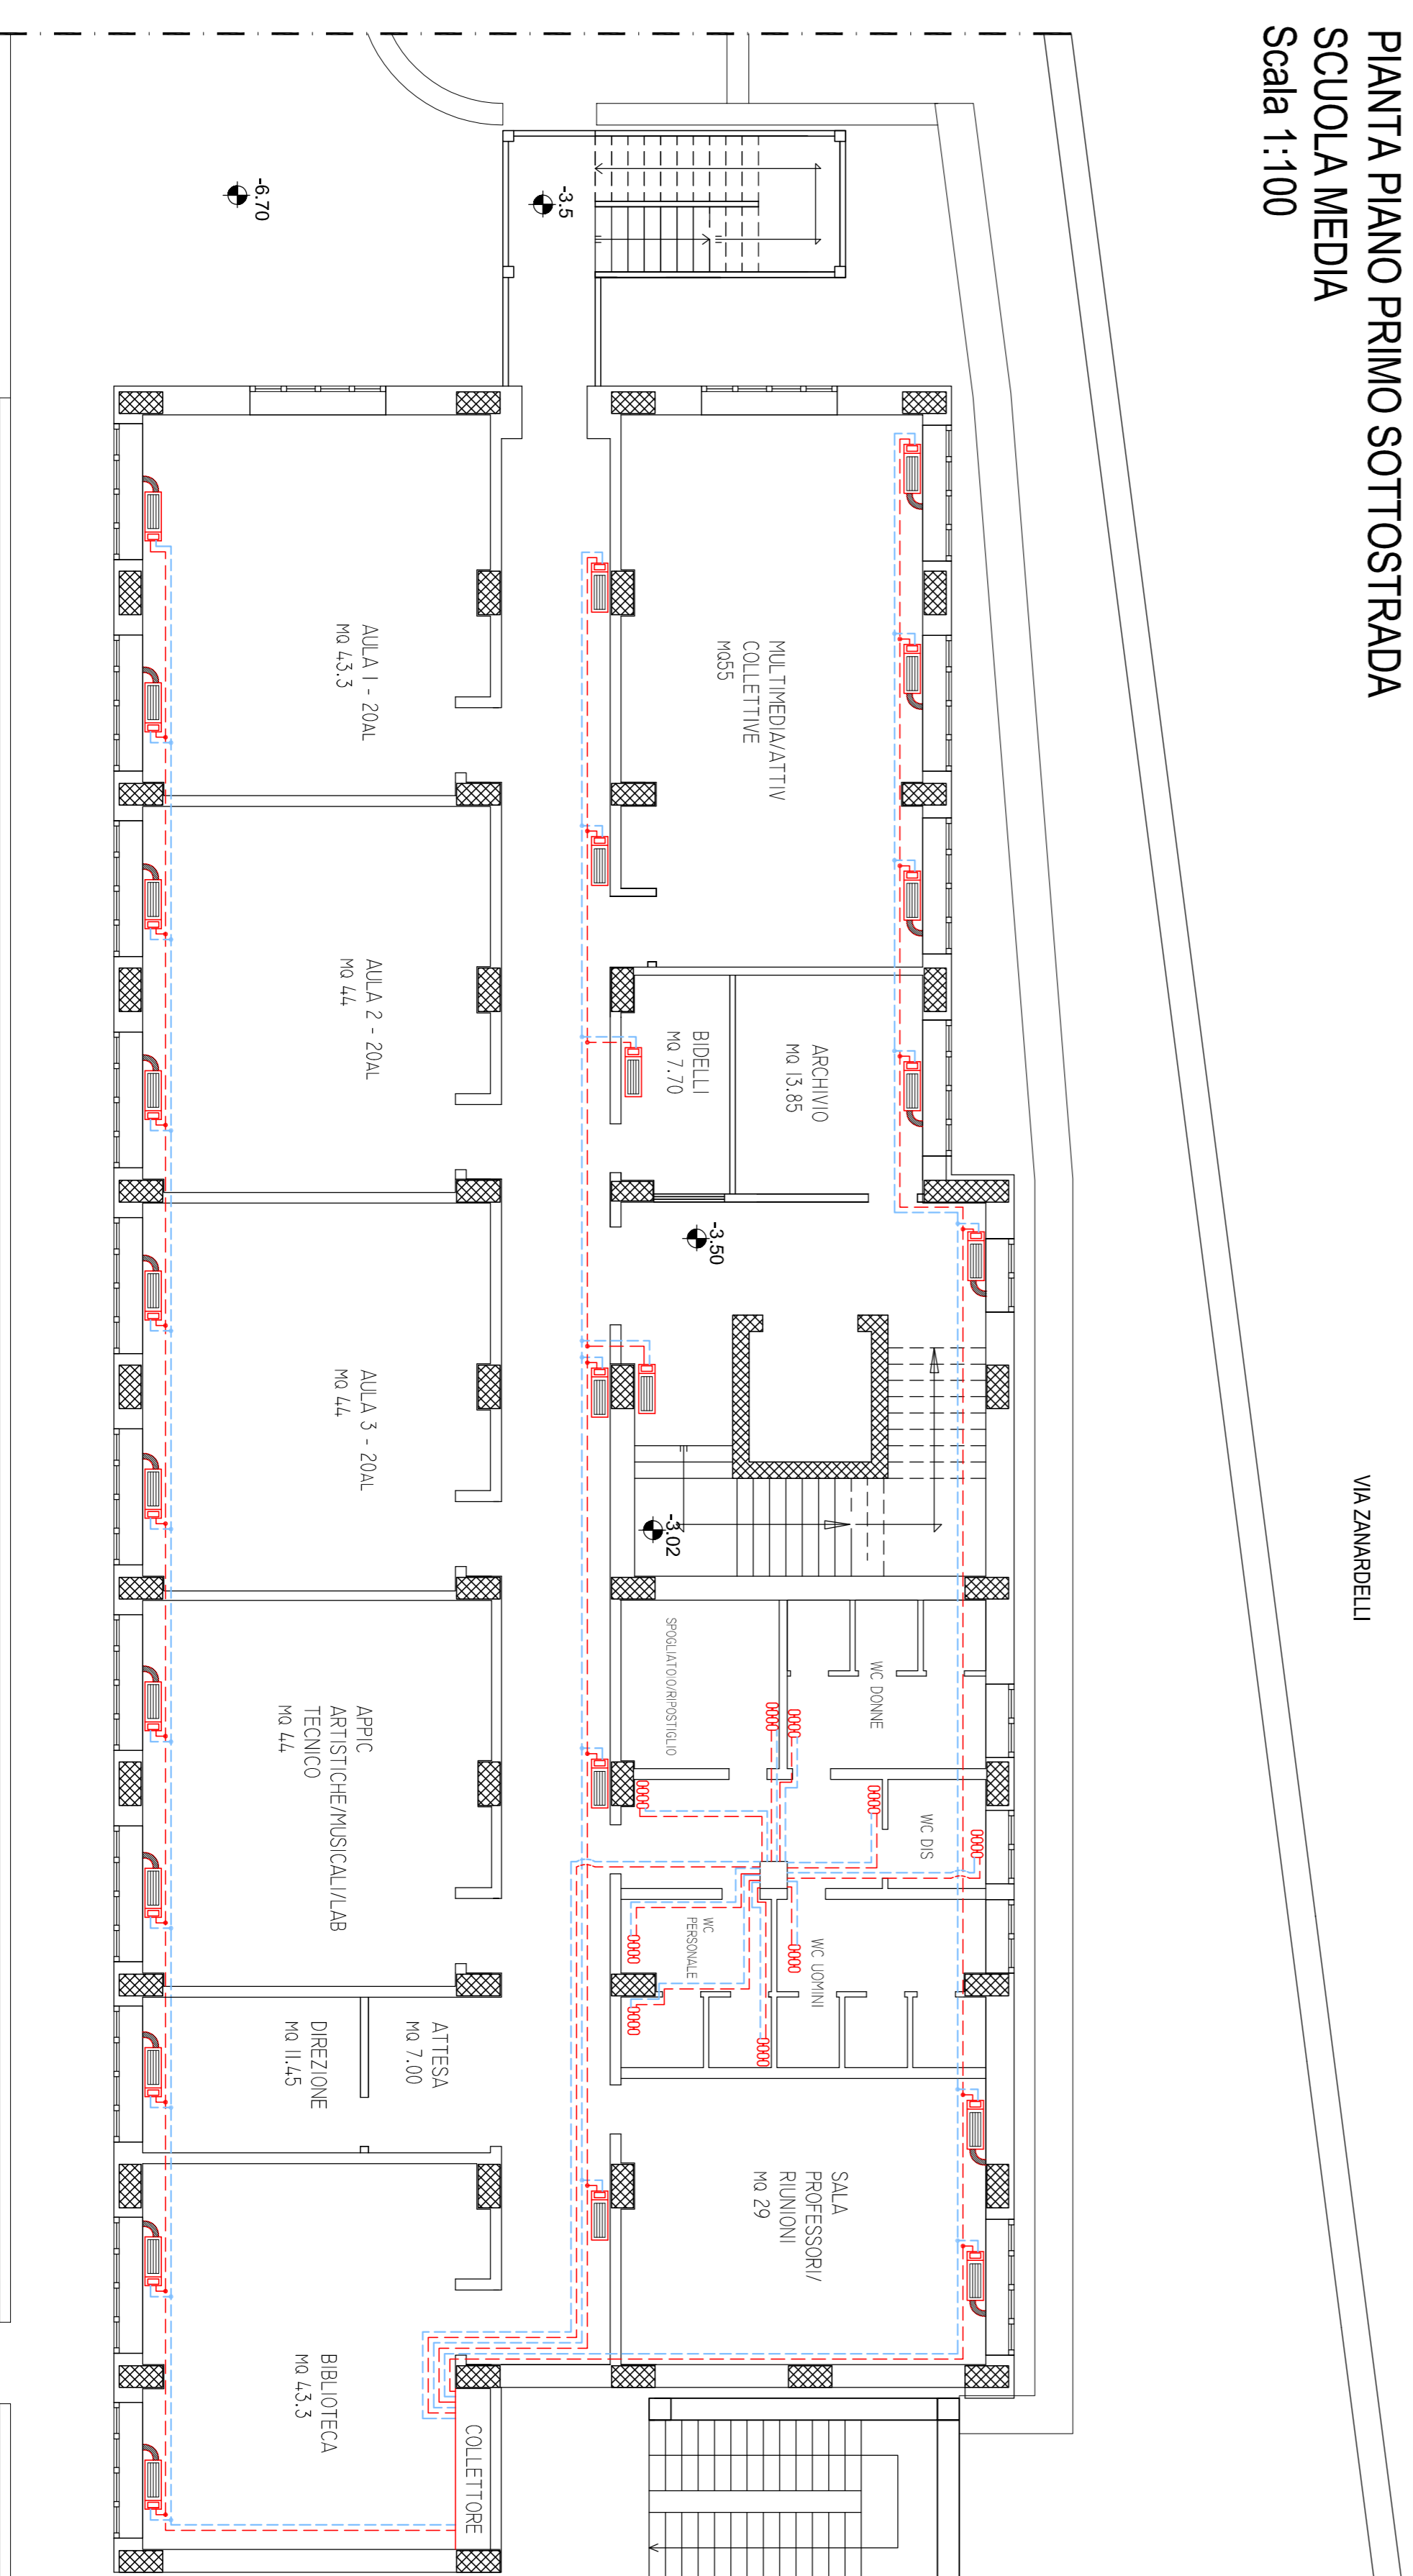 PIANTA PIANO PRIMO SOTTOSTRADA
SCUOLA MEDIA
Scala 1:100
VIA ZANARDELLI
-6.70
-3.5
MULTIMEDIA/ATTIV
COLLETTIVE
MQ55
AULA 1 - 20AL
MQ 43.3
ARCHIVIO
MQ 13.85
BIDELLI
MQ 7.70
AULA 2 - 20AL
MQ 44
-3.50
AULA 3 - 20AL
MQ 44
-3.02
WC DONNE
SPOGLIATOIO/RIPOSTIGLIO
APPIC
ARTISTICHE/MUSICALI/LAB
TECNICO
MQ 44
WC DIS
WC UOMINI
WC
PERSONALE
ATTESA
MQ 7.00
DIREZIONE
MQ 11.45
SALA
PROFESSORI/
RIUNIONI
MQ 29
BIBLIOTECA
MQ 43.3
COLLETTORE